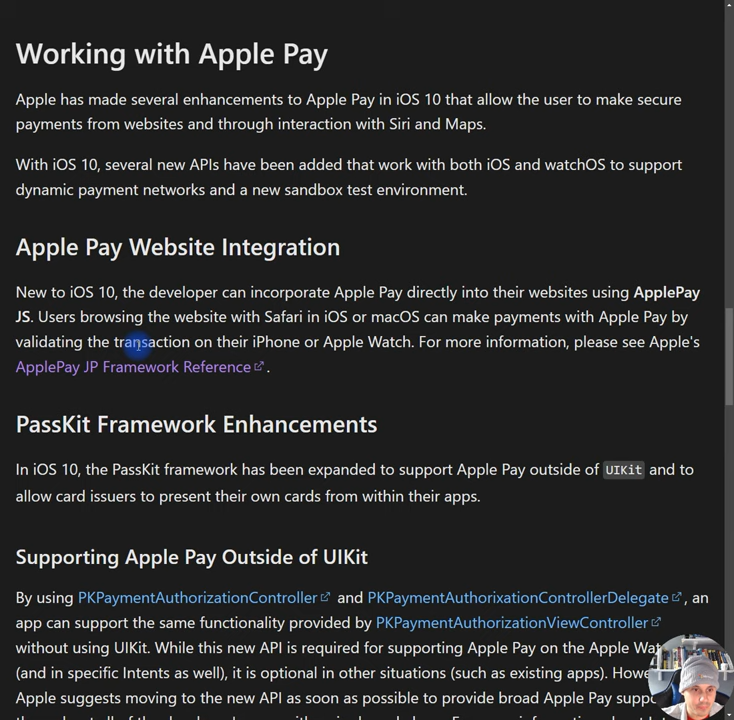 Working with Apple Pay
Apple has made several enhancements to Apple Pay in iOS 10 that allow the user to make secure
payments from websites and through interaction with Siri and Maps.
With iOS 10, several new APIs have been added that work with both iOS and watchOS to support
dynamic payment networks and a new sandbox test environment.
Apple Pay Website Integration
New to iOS 10, the developer can incorporate Apple Pay directly into their websites using ApplePay
JS. Users browsing the website with Safari in iOS or macOS can make payments with Apple Pay by
validating the transaction on their iPhone or Apple Watch. For more information, please see Apple's
ApplePay JP Framework Reference.
PassKit Framework Enhancements
In iOS 10, the PassKit framework has been expanded to support Apple Pay outside of UIKit and to
allow card issuers to present their own cards from within their apps.
Supporting Apple Pay Outside of UIKit
By using PKPaymentAuthorizationController and PKPaymentAuthorixationControllerDelegate, an
app can support the same functionality provided by PKPaymentAuthorizationViewController
without using UIKit. While this new API is required for supporting Apple Pay on the Apple
(and in specific Intents as well), it is optional in other situations (such as existing apps).
Apple suggests moving to the new API as soon as possible to provide broad Apple Pay